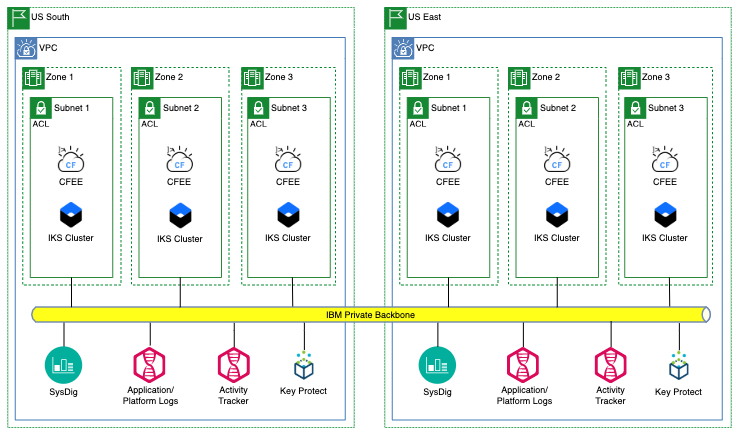 US South
VPC
Zone 1
Zone 2
Zone 3
Subnet 1
Subnet 2
Subnet 3
ACL
ACL
ACL
CF
CF
CF
CFEE
CFEE
CFEE
IKS Cluster
IKS Cluster
IKS Cluster
US East
VPC
Zone 1
Zone 2
Zone 3
Subnet 1
Subnet 2
Subnet 3
ACL
ACL
ACL
CF
CF
CF
CFEE
CFEE
CFEE
IKS Cluster
IKS Cluster
IKS Cluster
IBM Private Backbone
SysDig
Application/
Platform Logs
Activity
Tracker
Key Protect
SysDig
Application/
Platform Logs
Activity
Tracker
Key Protect